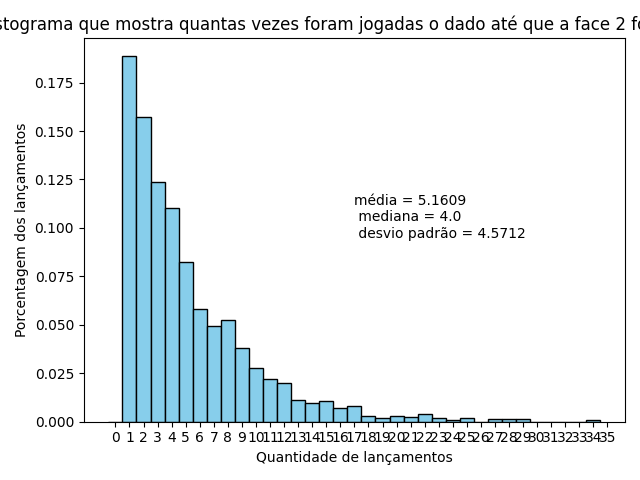 stograma que mostra quantas vezes foram jogadas o dado até que a face 2 fo
0.175
0.150
0.125
0.100
0.075
0.050
0.025
0.000
Porcentagem dos lançamentos
média = 5.1609
mediana = 4.0
desvio padrão = 4.5712
0 1 2 3 4 5 6 7 8 9 10 11 12 13 14 15 16 17 18 19 20 21 22 23 24 25 26 27 28 29 30 31 32 33 34 35
Quantidade de lançamentos